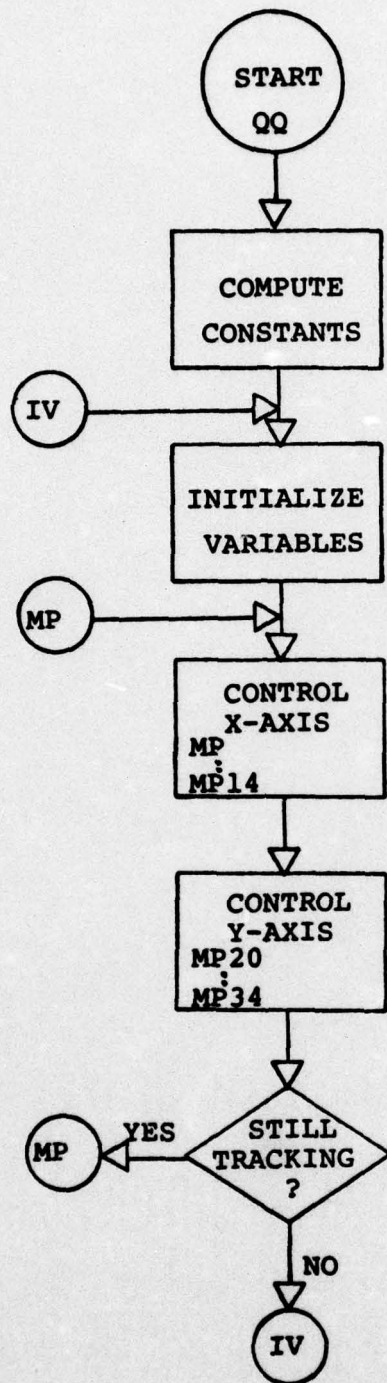 START
QQ
COMPUTE
CONSTANTS
IV
INITIALIZE
VARIABLES
MP
CONTROL
X-AXIS
MP
:
MP14
CONTROL
Y-AXIS
MP20
:
MP34
STILL
TRACKING
?
YES
MP
NO
IV